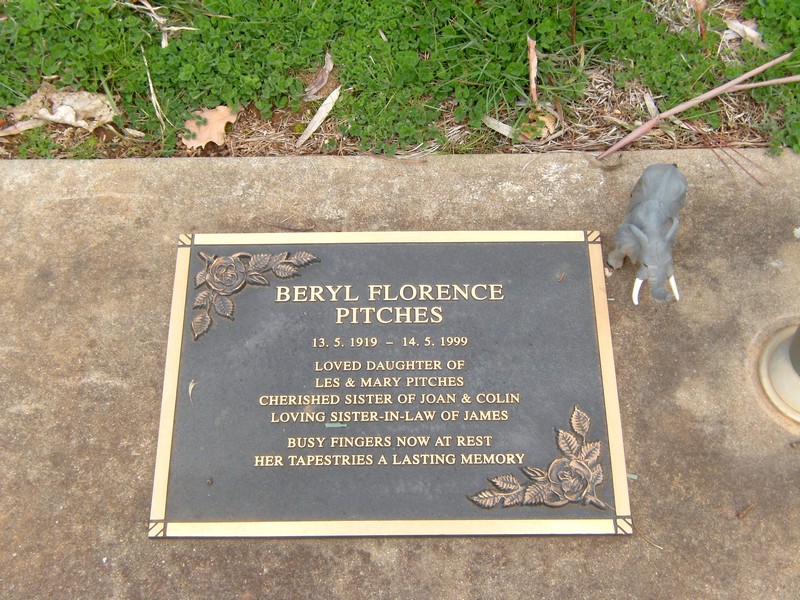 BERYL FLORENCE
PITCHES
13. 5. 1919 – 14. 5. 1999
LOVED DAUGHTER OF
LES & MARY PITCHES
CHERISHED SISTER OF JOAN & COLIN
LOVING SISTER-IN-LAW OF JAMES
BUSY FINGERS NOW AT REST
HER TAPESTRIES A LASTING MEMORY